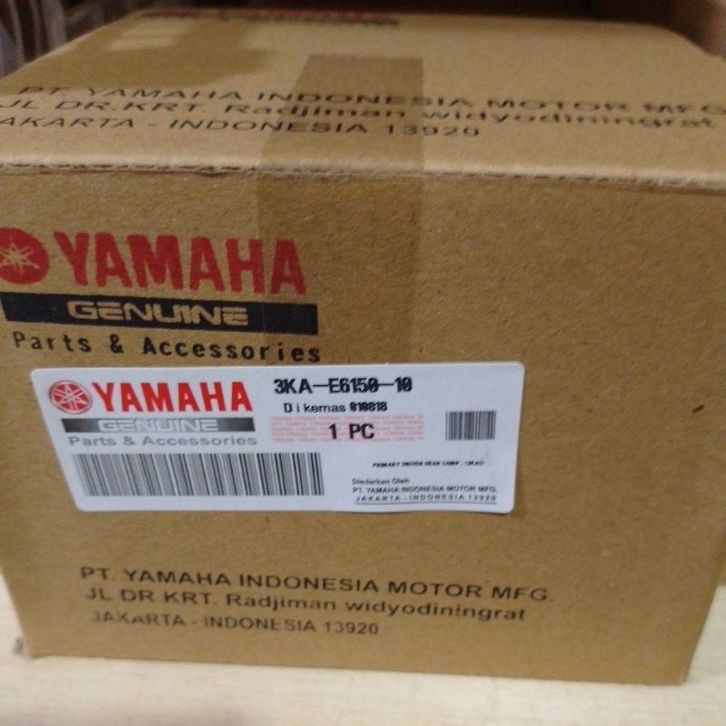 PT. YAMAHA INDONESIA MOTOR MFG.
JL DR.KRT. Radjiman widyodiningrat
JAKARTA - INDONESIA 13920
YAMAHA
GENUINE
Parts & Accessories
YAMAHA
GENUINE
Parts & Accessories
3KA-E6150-10
Dikemas 010818
1 PC
PRIMARY DRIVEN GEAR COMP.
Diedarkan Oleh
PT. YAMAHA INDONESIA MOTOR MFG.
JAKARTA - INDONESIA 13920
PT. YAMAHA INDONESIA MOTOR MFG.
JL DR.KRT. Radjiman widyodiningrat
JAKARTA - INDONESIA 13920